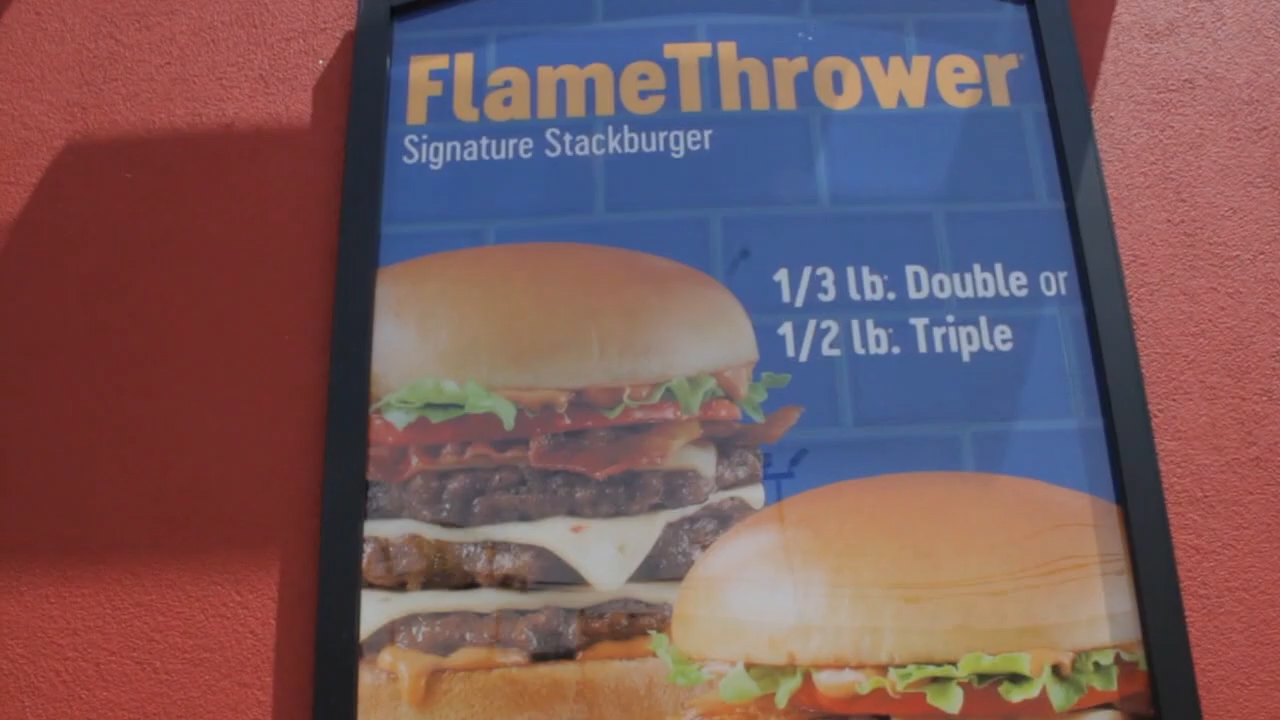 FlameThrower®
Signature Stackburger
1/3 lb. Double or
1/2 lb. Triple